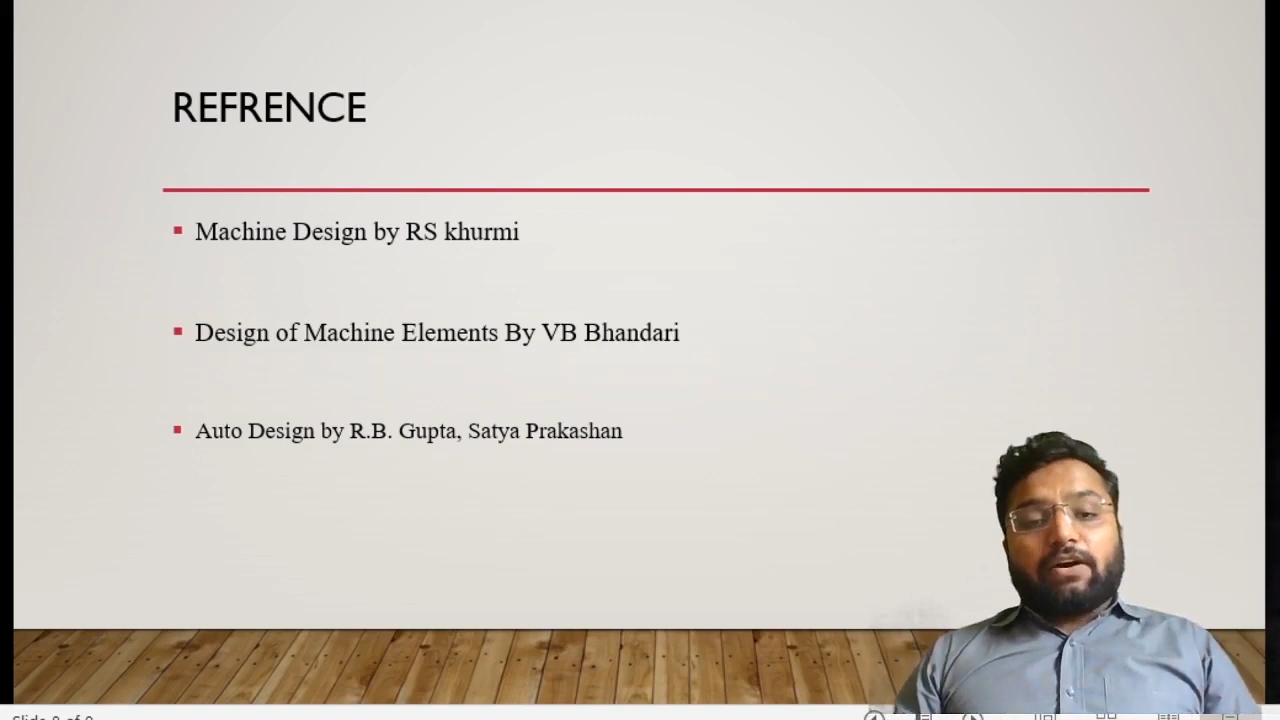 REFRENCE
Machine Design by RS khurmi
Design of Machine Elements By VB Bhandari
Auto Design by R.B. Gupta, Satya Prakashan